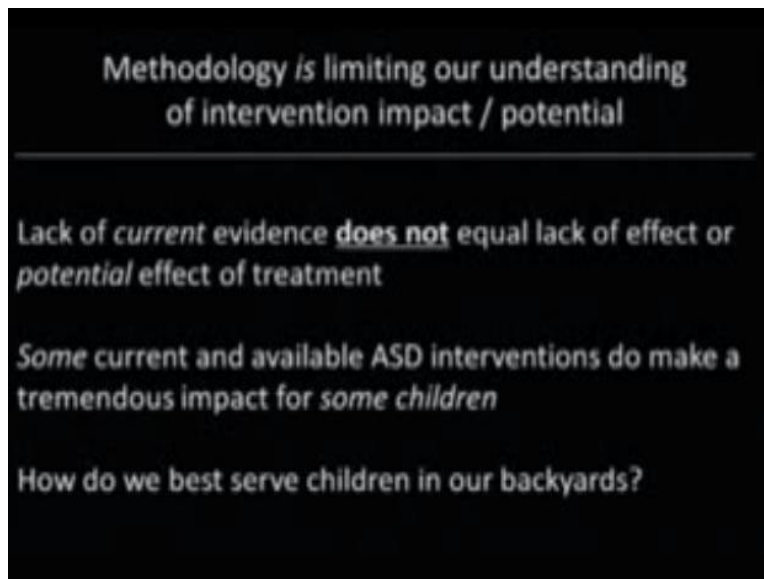 Methodology is limiting our understanding
of intervention impact / potential
Lack of current evidence does not equal lack of effect or
potential effect of treatment
Some current and available ASD interventions do make a
tremendous impact for some children
How do we best serve children in our backyards?